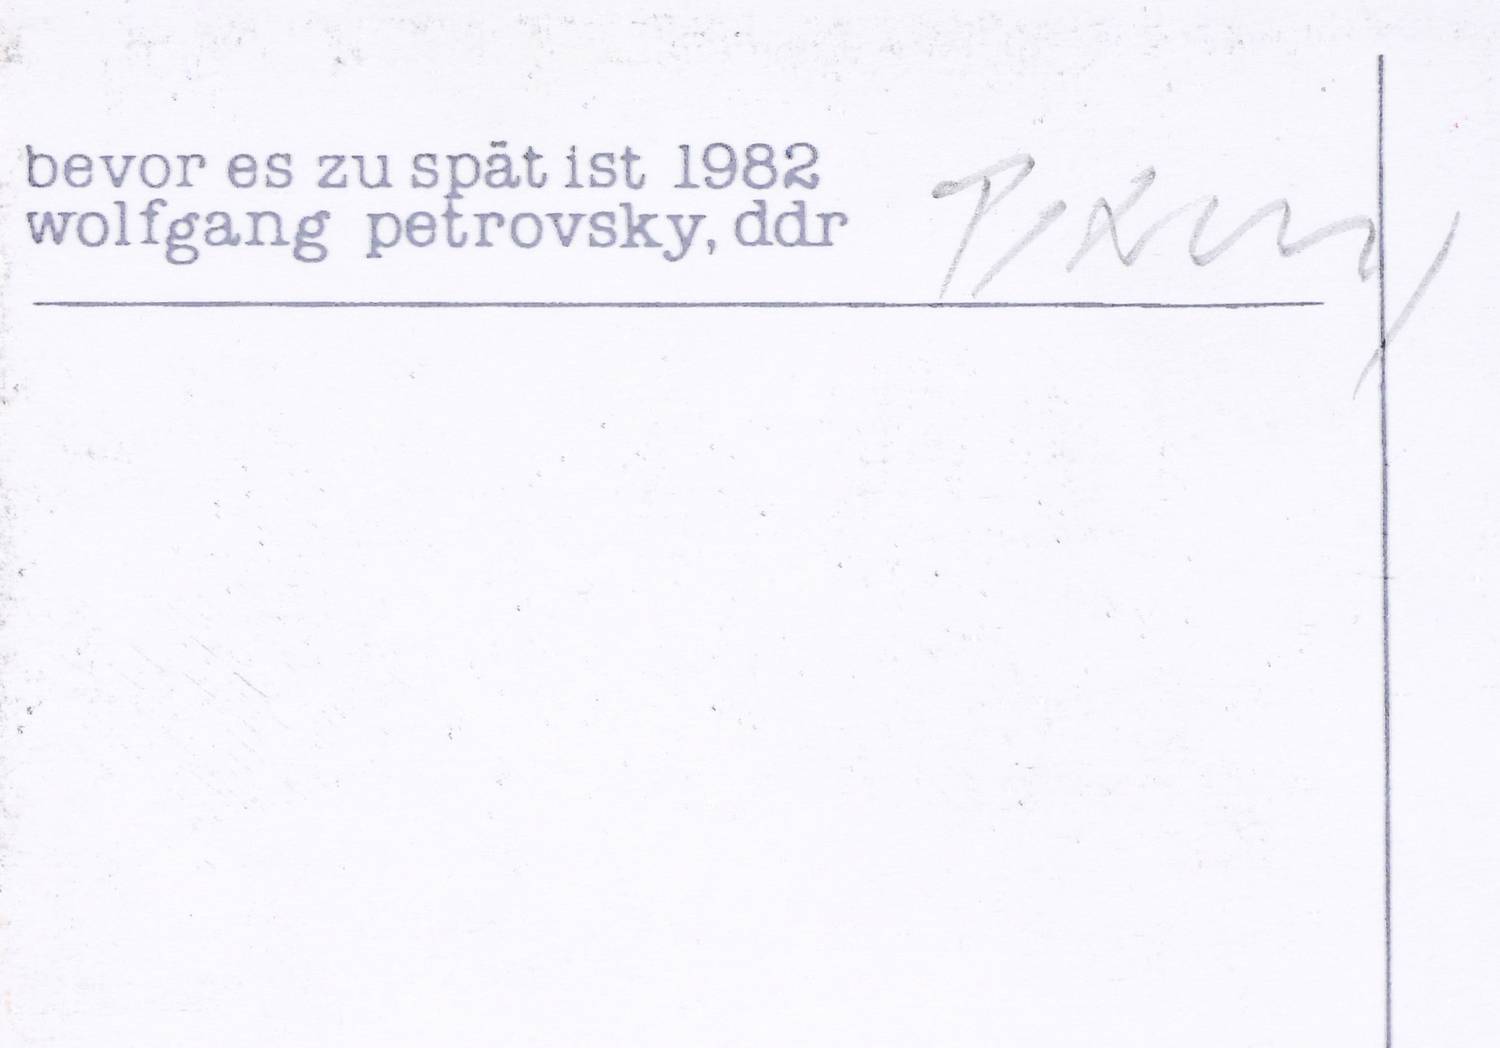 bevor es zu spät ist 1982
wolfgang petrovsky, ddr